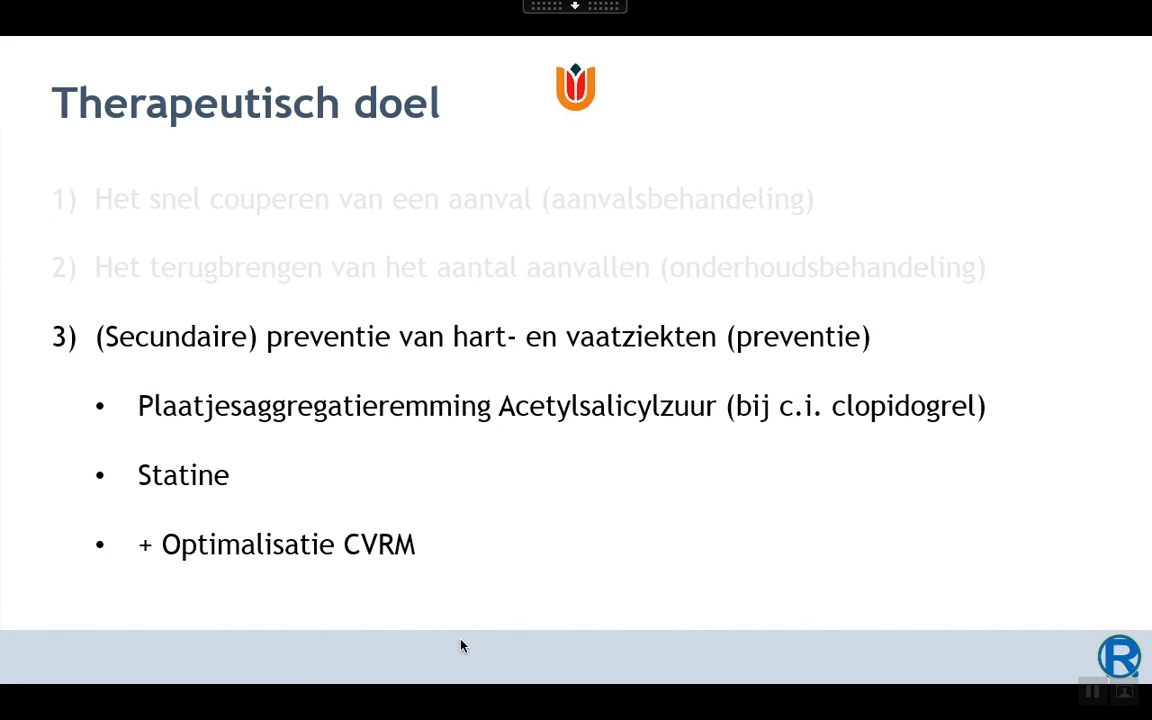 Therapeutisch doel
1) Het snel couperen van een aanval (aanvalsbehandeling)
2) Het terugbrengen van het aantal aanvallen (onderhoudsbehandeling)
3) (Secundaire) preventie van hart- en vaatziekten (preventie)
• Plaatjesaggregatieremming Acetylsalicylzuur (bij c.i. clopidogrel)
• Statine
• + Optimalisatie CVRM
R